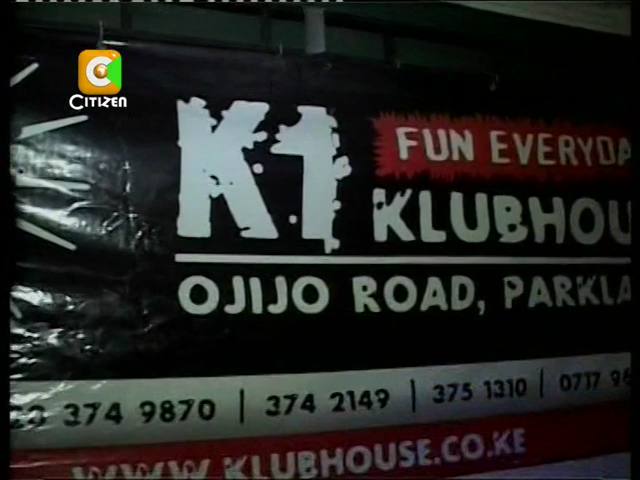 CITIZEN
K1
FUN EVERYDA
KLUBHOU
OJIJO ROAD, PARKLA
374 9870 | 374 2149 | 375 1310 | 0717 96
WWW.KLUBHOUSE.CO.KE